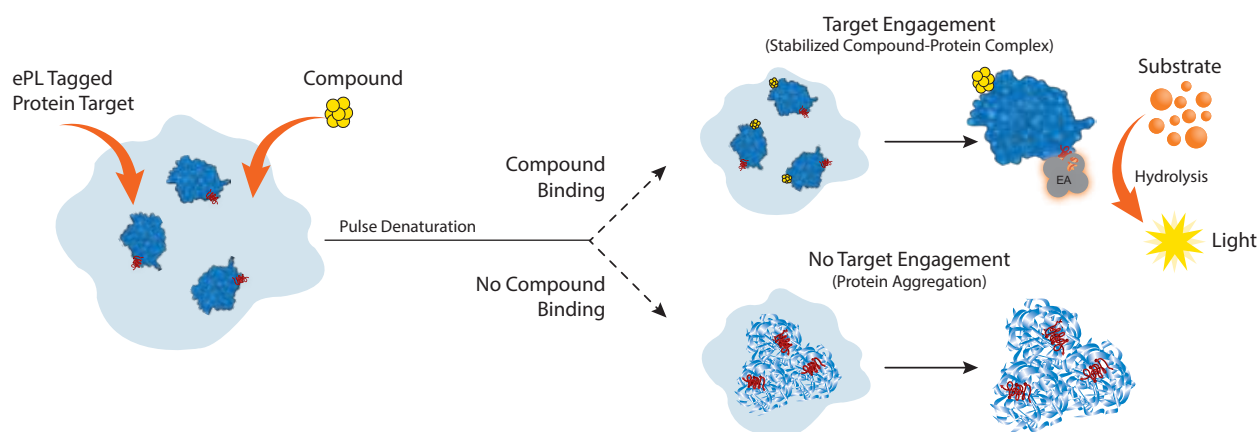 ePL Tagged
Protein Target
Compound
Pulse Denaturation
Compound
Binding
No Compound
Binding
Target Engagement
(Stabilized Compound-Protein Complex)
EA
Substrate
Hydrolysis
Light
No Target Engagement
(Protein Aggregation)